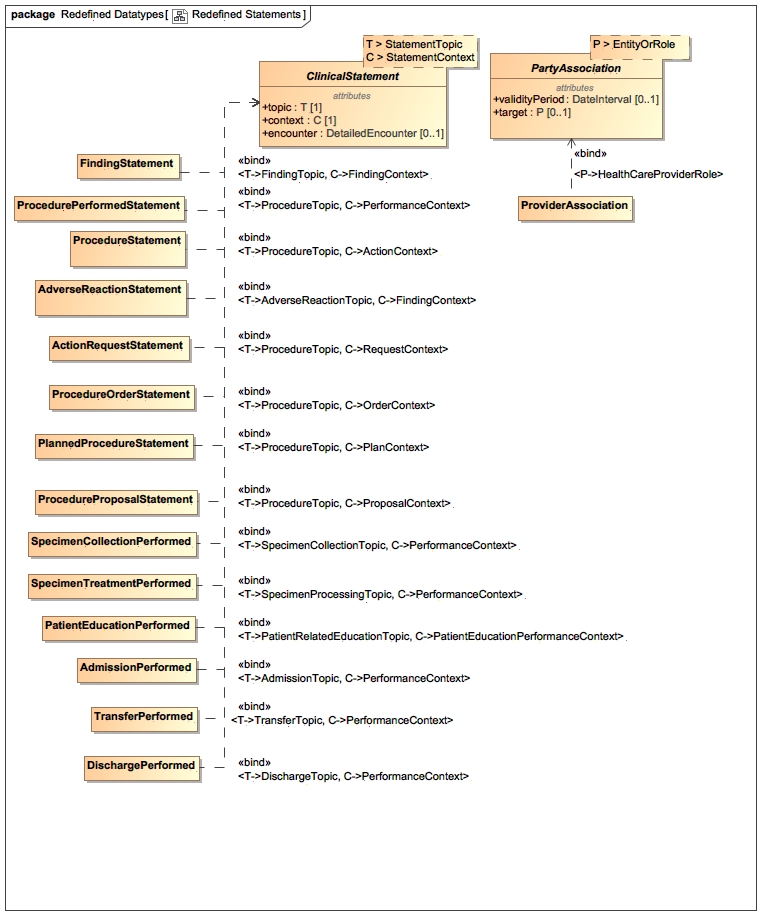 package Redefined Datatypes[ Redefined Statements ]
T > StatementTopic
C > StatementContext
ClinicalStatement
attributes
+topic : T [1]
+context : C [1]
+encounter : DetailedEncounter [0..1]
P > EntityOrRole
PartyAssociation
attributes
+validityPeriod : DateInterval [0..1]
+target : P [0..1]
«bind»
<P->HealthCareProviderRole>
ProviderAssociation
FindingStatement
«bind»
<T->FindingTopic, C->FindingContext>
ProcedurePerformedStatement
«bind»
<T->ProcedureTopic, C->PerformanceContext>
ProcedureStatement
«bind»
<T->ProcedureTopic, C->ActionContext>
AdverseReactionStatement
«bind»
<T->AdverseReactionTopic, C->FindingContext>
ActionRequestStatement
«bind»
<T->ProcedureTopic, C->RequestContext>
ProcedureOrderStatement
«bind»
<T->ProcedureTopic, C->OrderContext>
PlannedProcedureStatement
«bind»
<T->ProcedureTopic, C->PlanContext>
ProcedureProposalStatement
«bind»
<T->ProcedureTopic, C->ProposalContext>
SpecimenCollectionPerformed
«bind»
<T->SpecimenCollectionTopic, C->PerformanceContext>
SpecimenTreatmentPerformed
«bind»
<T->SpecimenProcessingTopic, C->PerformanceContext>
PatientEducationPerformed
«bind»
<T->PatientRelatedEducationTopic, C->PatientEducationPerformanceContext>
AdmissionPerformed
«bind»
<T->AdmissionTopic, C->PerformanceContext>
TransferPerformed
«bind»
<T->TransferTopic, C->PerformanceContext>
DischargePerformed
«bind»
<T->DischargeTopic, C->PerformanceContext>